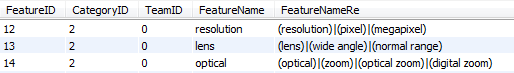 FeatureID CategoryID TeamID FeatureName FeatureNameRe
12 2 0 resolution (resolution)|(pixel)|(megapixel)
13 2 0 lens (lens)|(wide angle)|(normal range)
14 2 0 optical (optical)|(zoom)|(optical zoom)|(digital zoom)